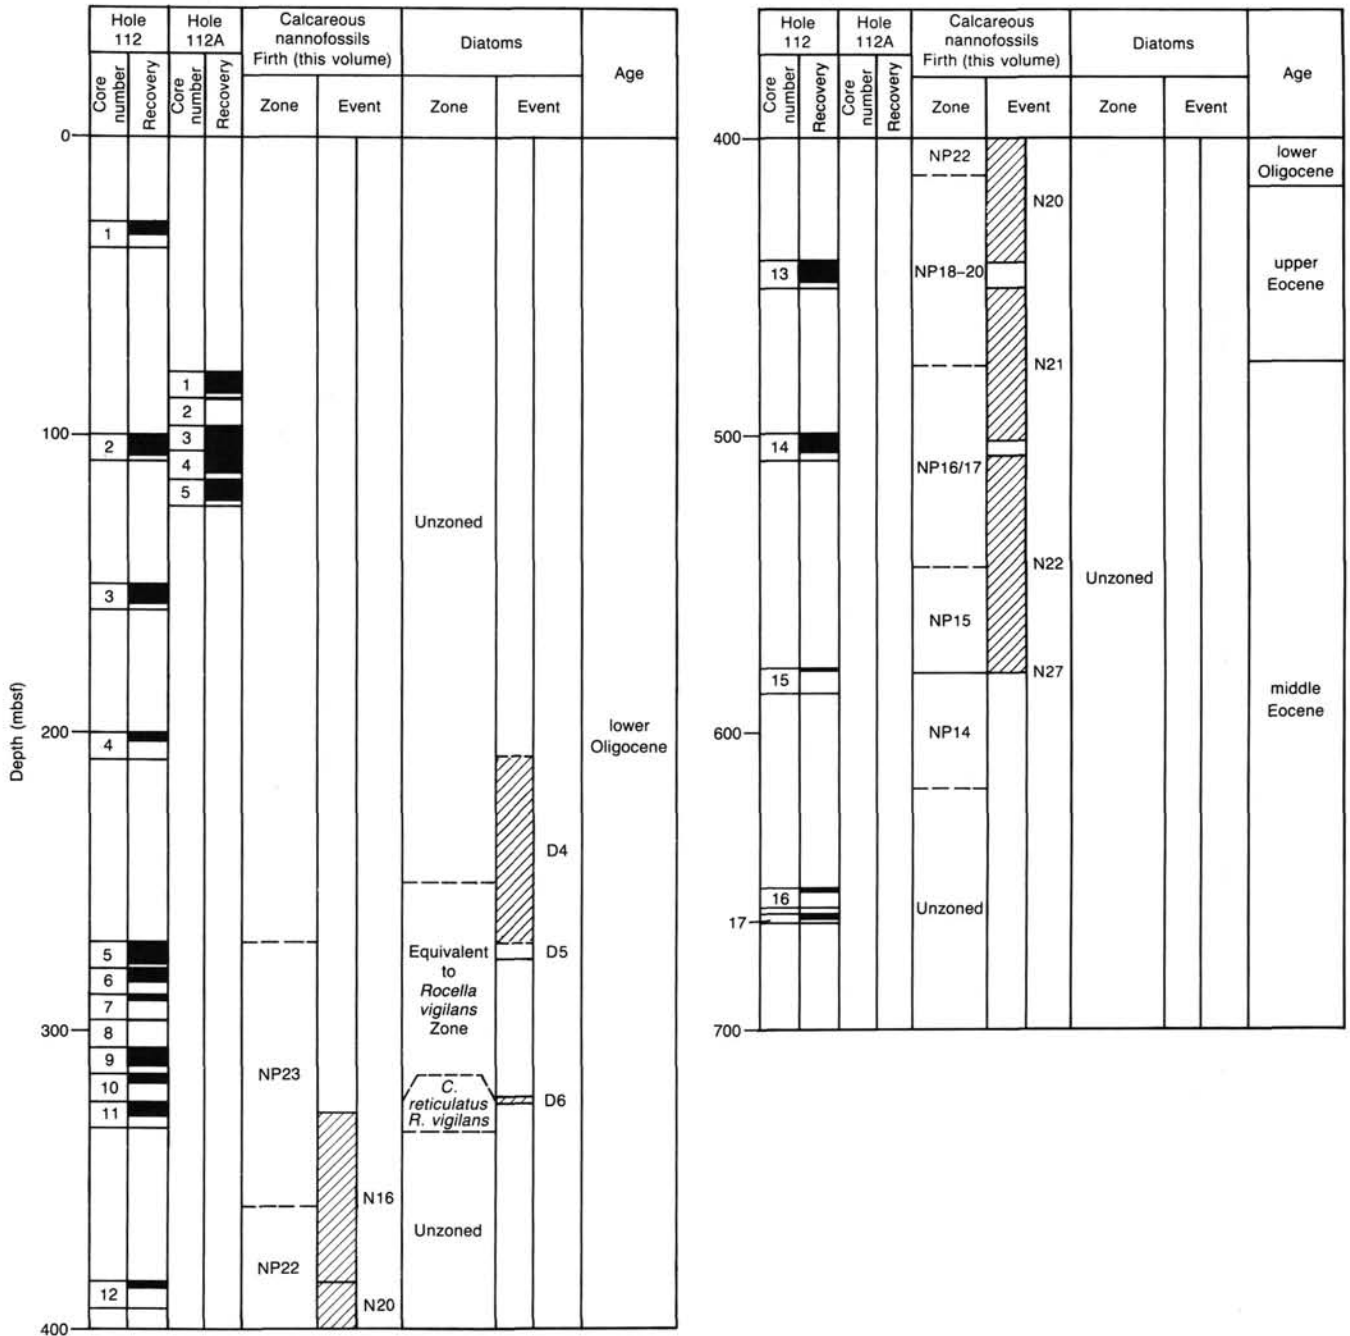 Hole
112
Hole
112A
Calcareous
nannofossils
Firth (this volume)
Diatoms
Age
Core
number
Recovery
Core
number
Recovery
Zone
Event
Zone
Event
Depth (mbsf)
0
100
200
300
400
1
2
3
4
5
6
7
8
9
10
11
12
1
2
3
4
5
NP23
NP22
N16
N20
Unzoned
Equivalent
to
Rocella
vigilans
Zone
C.
reticulatus
R. vigilans
Unzoned
D4
D5
D6
lower
Oligocene
Hole
112
Hole
112A
Calcareous
nannofossils
Firth (this volume)
Diatoms
Age
Core
number
Recovery
Core
number
Recovery
Zone
Event
Zone
Event
400
500
600
17
700
13
14
15
16
NP22
NP18–20
NP16/17
NP15
NP14
Unzoned
N20
N21
N22
N27
Unzoned
lower
Oligocene
upper
Eocene
middle
Eocene